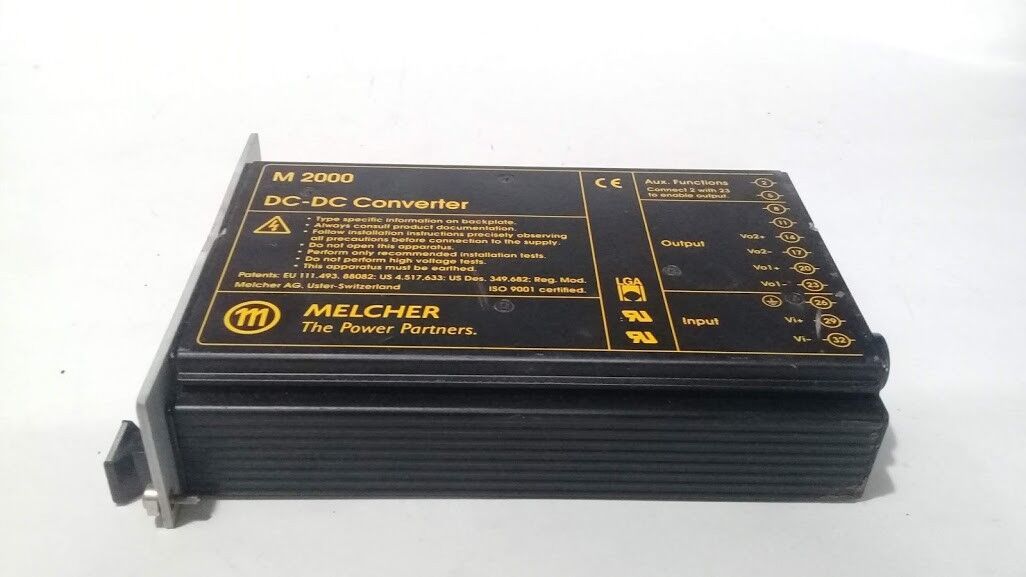 M 2000
DC-DC Converter
• Type specific information on backplate.
• Always consult product documentation.
• Follow installation instructions precisely observing
all precautions before connection to the supply.
• Do not open this apparatus.
• Perform only recommended installation tests.
• Do not perform high voltage tests.
• This apparatus must be earthed.
Patents: EU 111.493. 88082; US 4.517.633; US Des. 349.682; Reg. Mod.
Melcher AG, Uster-Switzerland ISO 9001 certified.
m MELCHER
The Power Partners.
CE
LGA
RU
RU
Aux. Functions 2
Connect 2 with 23
to enable output 5
8
11
Output Vo2+ 14
Vo2- 17
Vo1+ 20
Vo1- 23
26
Input Vi+ 29
Vi- 32